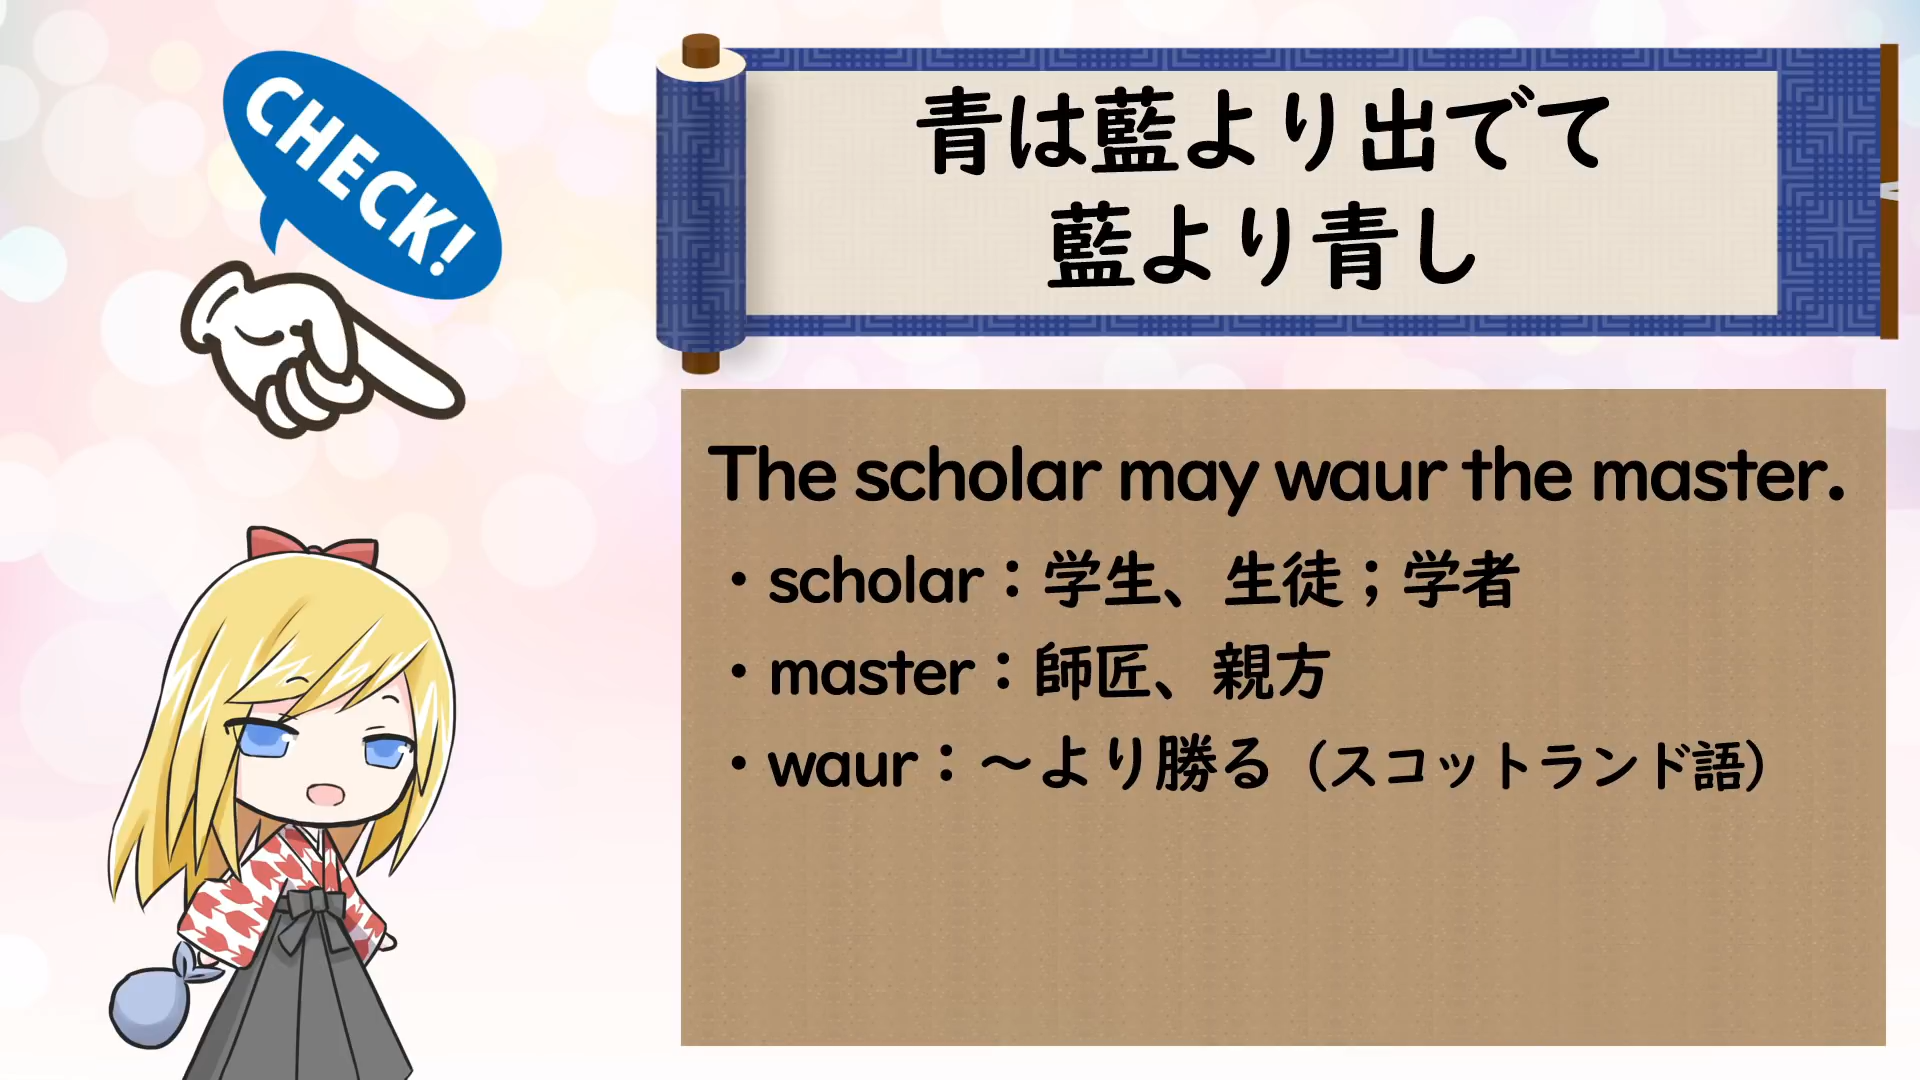 CHECK!
青は藍より出でて
藍より青し
The scholar may waur the master.
・scholar：学生、生徒；学者
・master：師匠、親方
・waur：～より勝る（スコットランド語）